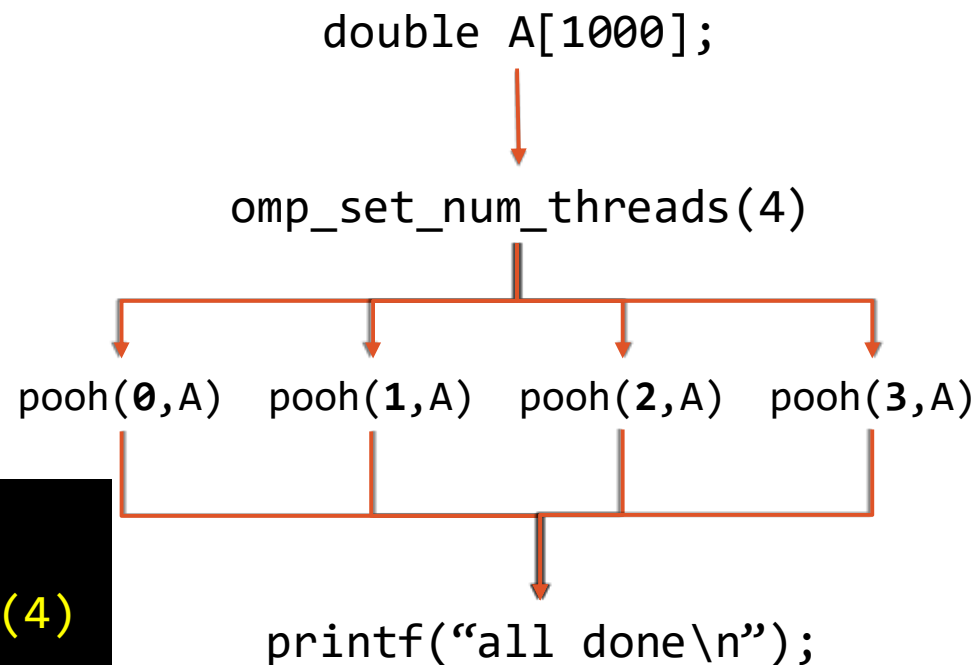 double A[1000];
omp_set_num_threads(4)
pooh(0,A) pooh(1,A) pooh(2,A) pooh(3,A)
(4)
printf(“all done\n”);